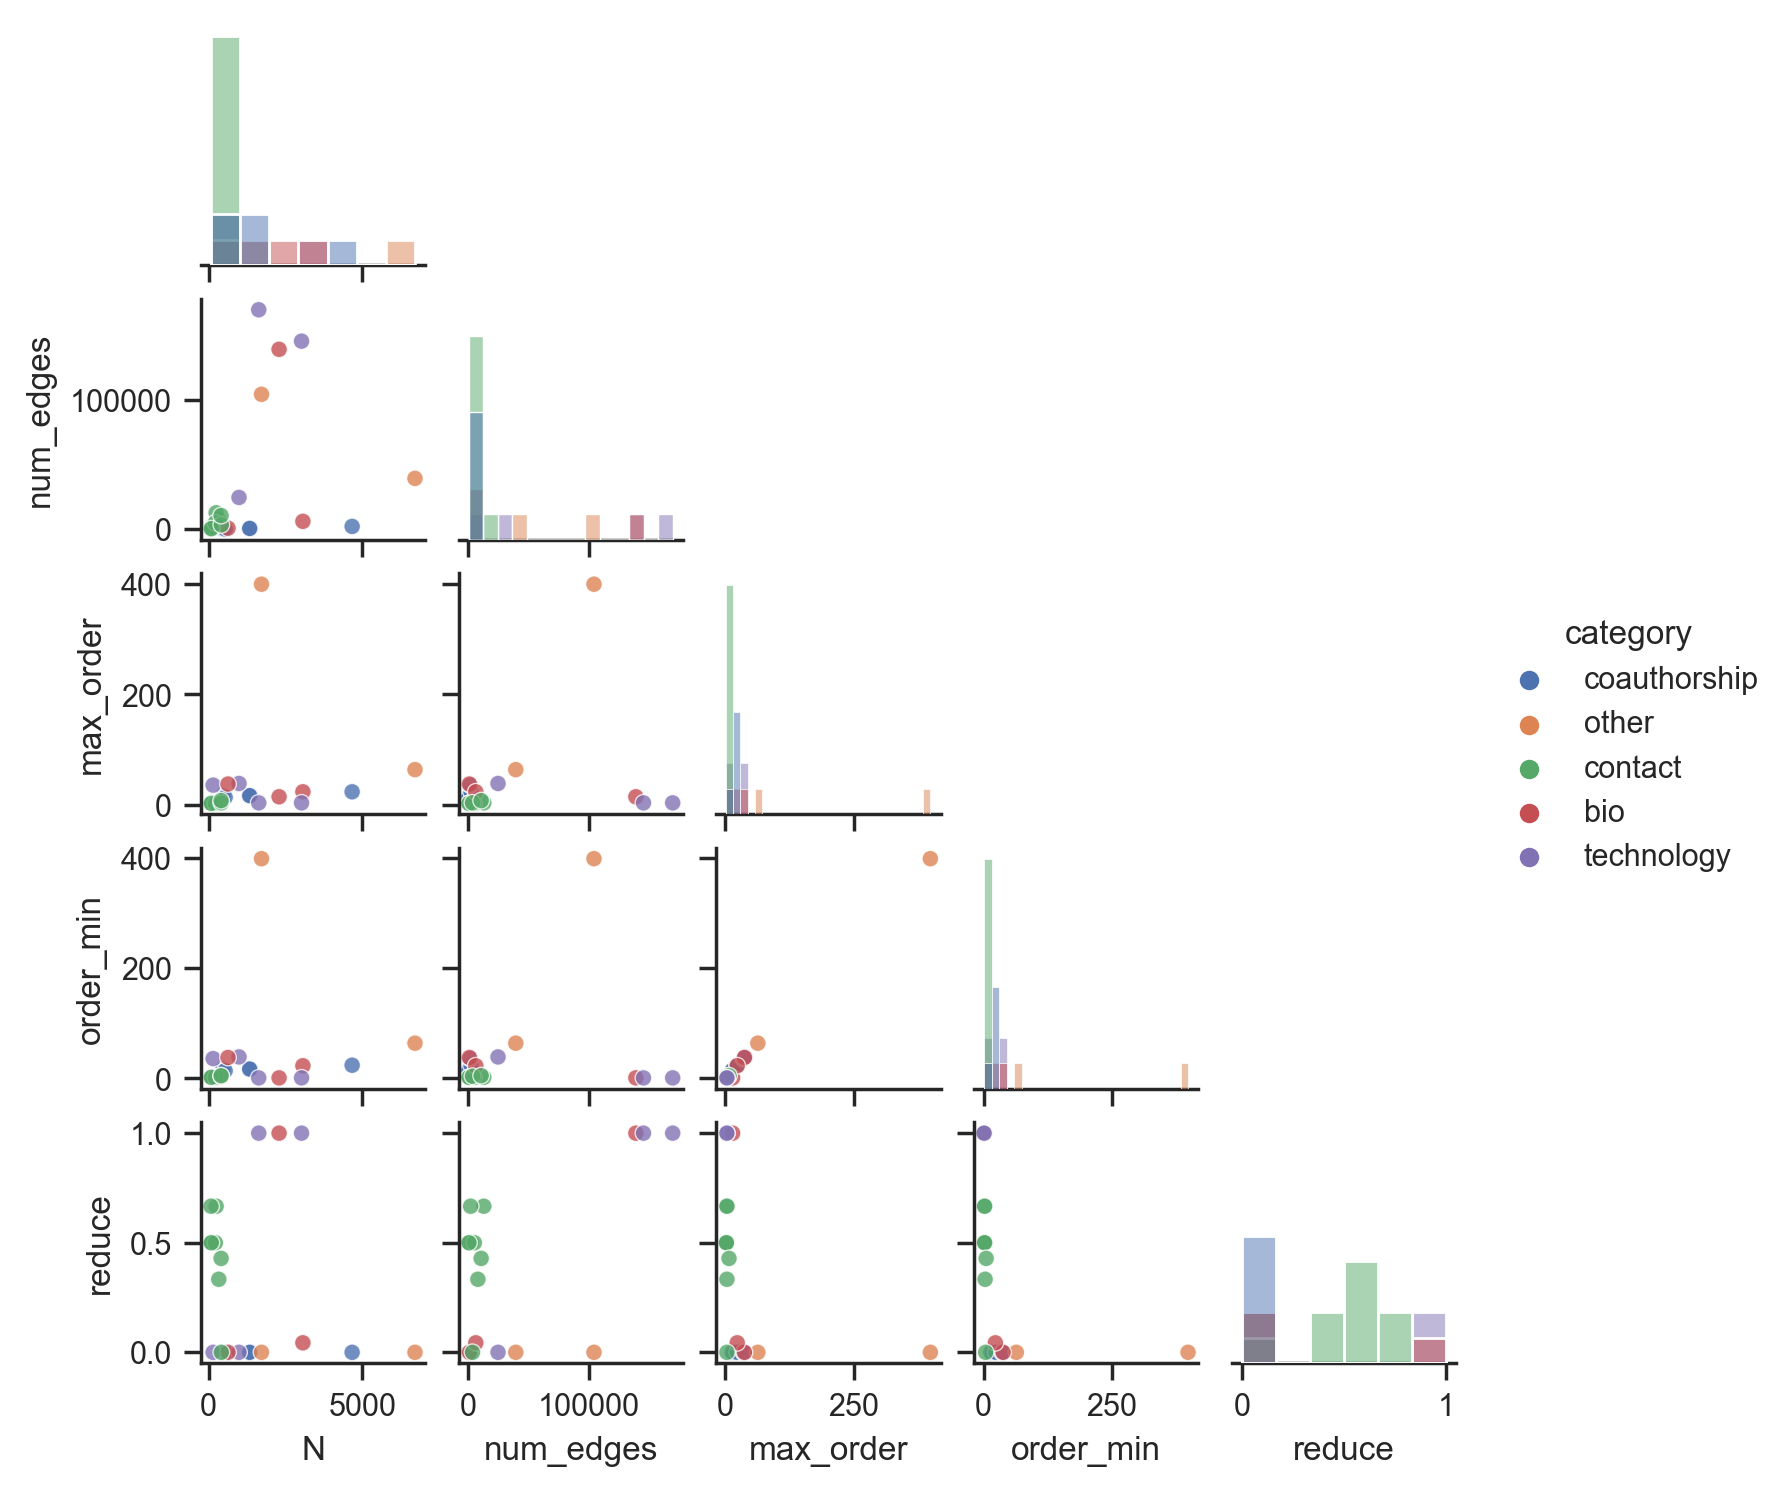 num_edges
100000
0
max_order
400
200
0
order_min
400
200
0
reduce
1.0
0.5
0.0
0
5000
N
0
100000
num_edges
0
250
max_order
0
250
order_min
0
1
reduce
category
coauthorship
other
contact
bio
technology